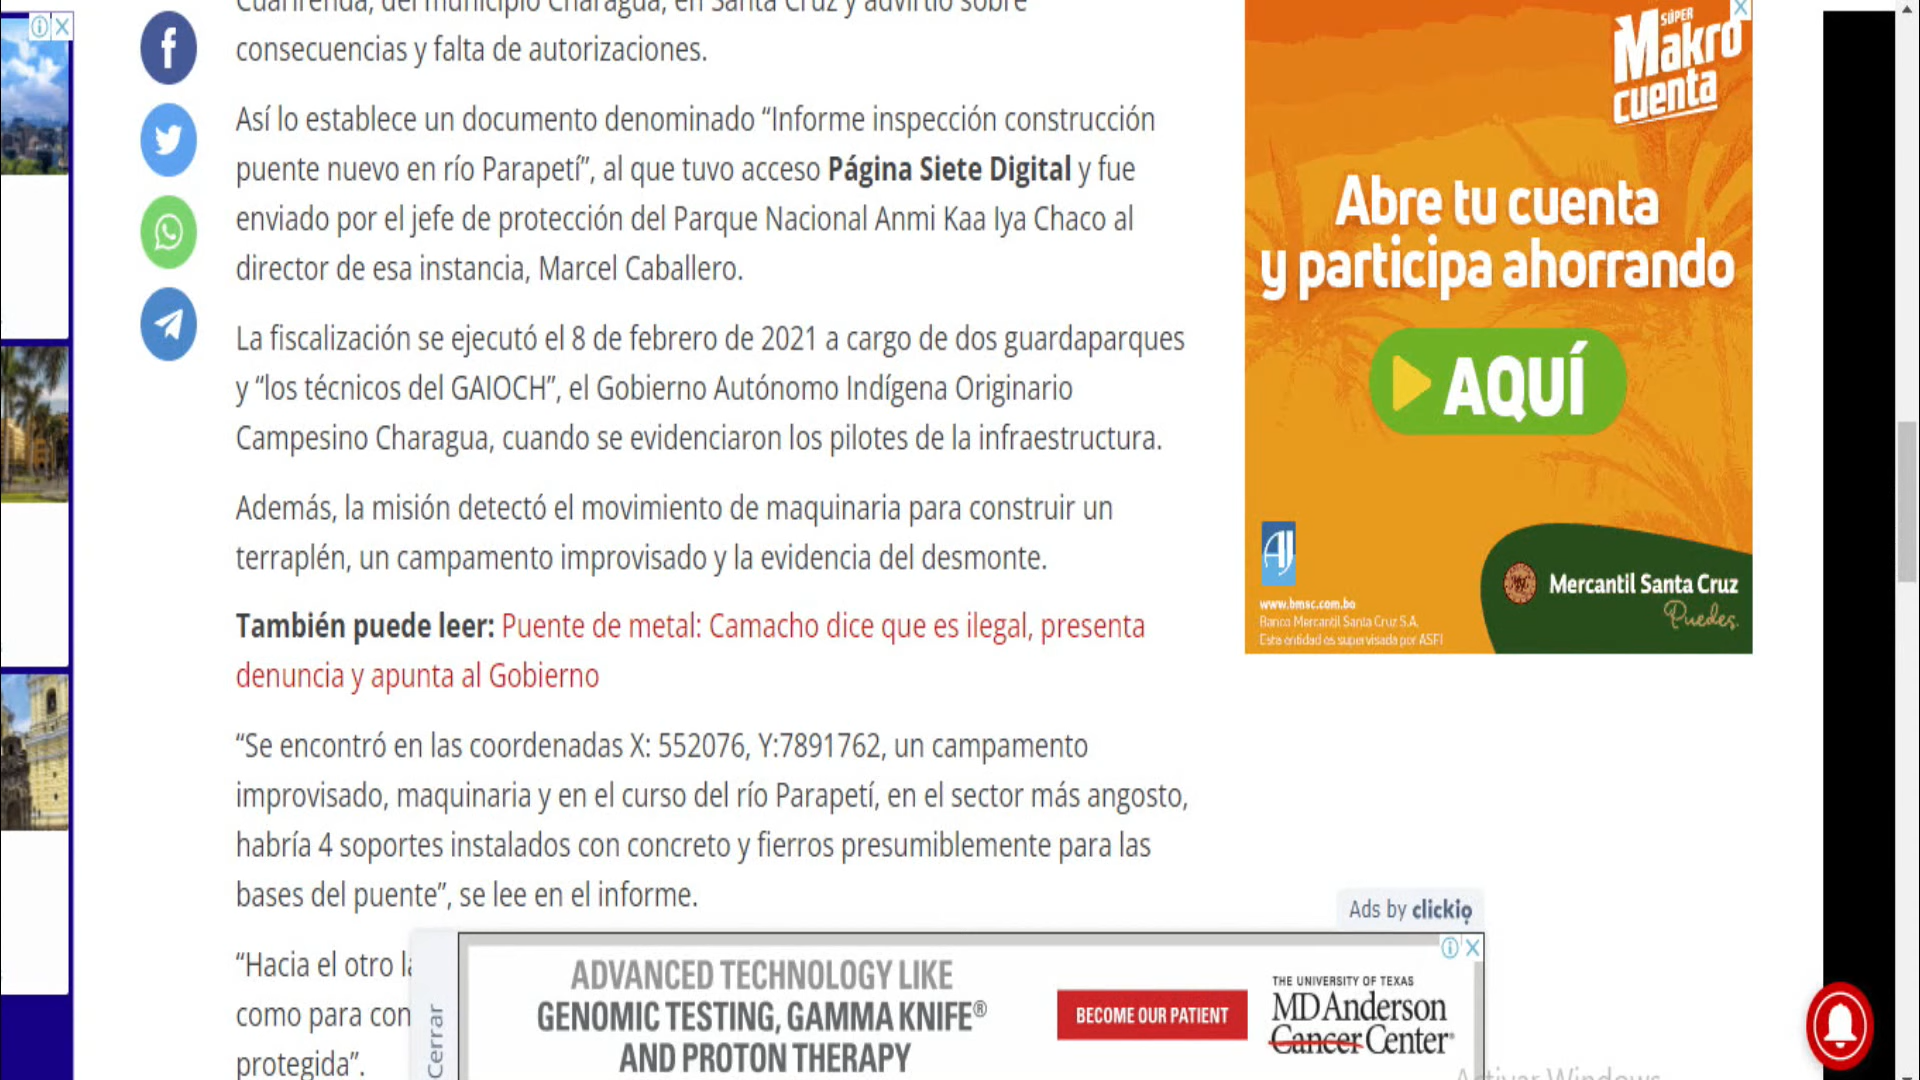 Cuarirenda, del municipio Charagua, en Santa Cruz y advirtió sobre
consecuencias y falta de autorizaciones.
Así lo establece un documento denominado “Informe inspección construcción
puente nuevo en río Parapetí”, al que tuvo acceso Página Siete Digital y fue
enviado por el jefe de protección del Parque Nacional Anmi Kaa Iya Chaco al
director de esa instancia, Marcel Caballero.
La fiscalización se ejecutó el 8 de febrero de 2021 a cargo de dos guardaparques
y “los técnicos del GAIOCH”, el Gobierno Autónomo Indígena Originario
Campesino Charagua, cuando se evidenciaron los pilotes de la infraestructura.
Además, la misión detectó el movimiento de maquinaria para construir un
terraplén, un campamento improvisado y la evidencia del desmonte.
También puede leer: Puente de metal: Camacho dice que es ilegal, presenta
denuncia y apunta al Gobierno
“Se encontró en las coordenadas X: 552076, Y:7891762, un campamento
improvisado, maquinaria y en el curso del río Parapetí, en el sector más angosto,
habría 4 soportes instalados con concreto y fierros presumiblemente para las
bases del puente”, se lee en el informe.
“Hacia el otro la
como para con
protegida”.
SÚPER
Makro
cuenta
Abre tu cuenta
y participa ahorrando
AQUÍ
AJ
www.bmsc.com.bo
Banco Mercantil Santa Cruz S.A.
Esta entidad es supervisada por ASFI
Mercantil Santa Cruz
Puedes.
Ads by clickio
Cerrar
ADVANCED TECHNOLOGY LIKE
GENOMIC TESTING, GAMMA KNIFE®
AND PROTON THERAPY
BECOME OUR PATIENT
THE UNIVERSITY OF TEXAS
MD Anderson
Cancer Center
Activar Windows